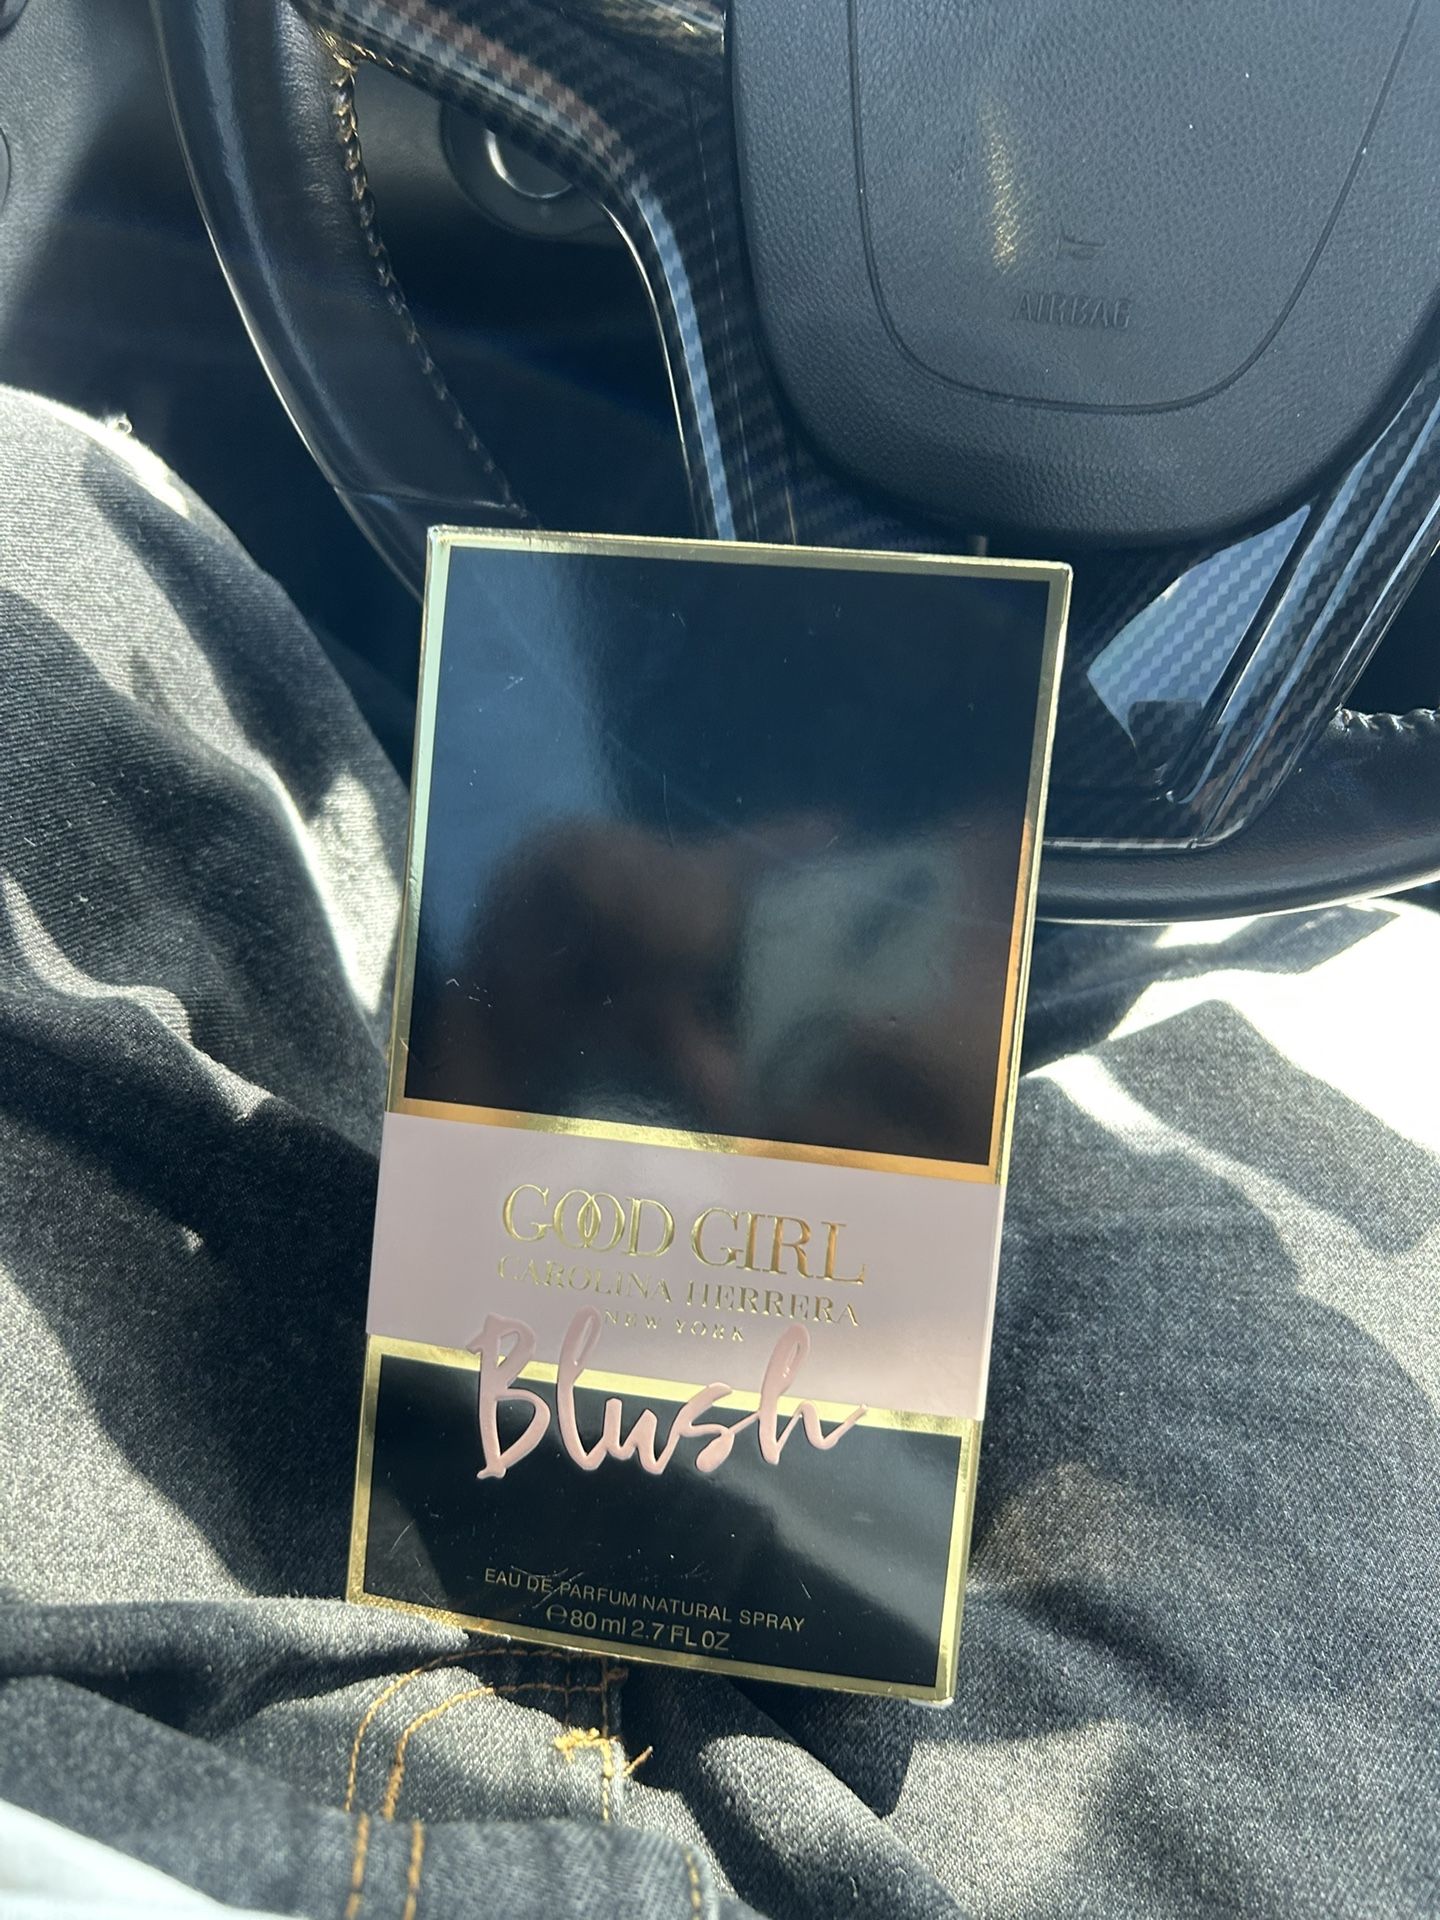 AIRBAG
GOOD GIRL
CAROLINA HERRERA
NEW YORK
Blush
EAU DE PARFUM NATURAL SPRAY
℮80 ml 2.7 FL OZ